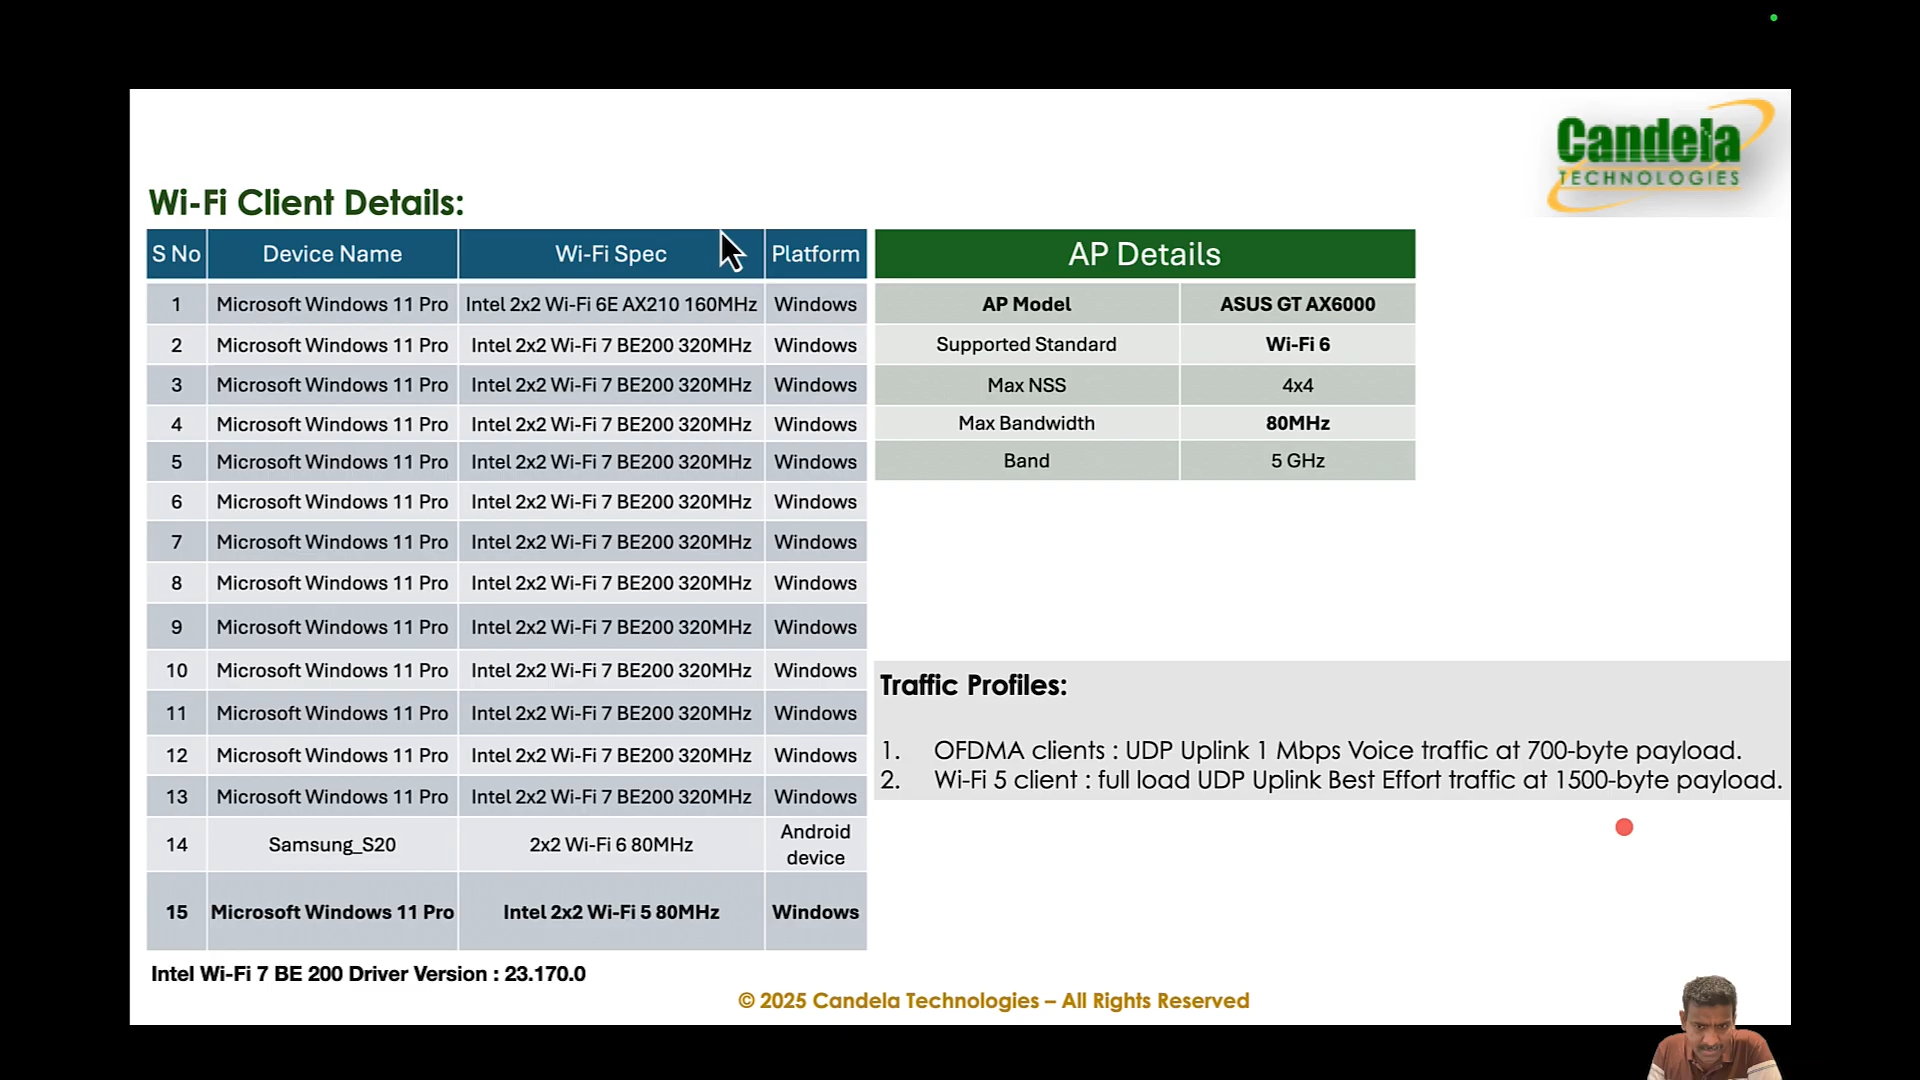 Candela
TECHNOLOGIES
Wi-Fi Client Details:
S No Device Name Wi-Fi Spec Platform
1 Microsoft Windows 11 Pro Intel 2x2 Wi-Fi 6E AX210 160MHz Windows
2 Microsoft Windows 11 Pro Intel 2x2 Wi-Fi 7 BE200 320MHz Windows
3 Microsoft Windows 11 Pro Intel 2x2 Wi-Fi 7 BE200 320MHz Windows
4 Microsoft Windows 11 Pro Intel 2x2 Wi-Fi 7 BE200 320MHz Windows
5 Microsoft Windows 11 Pro Intel 2x2 Wi-Fi 7 BE200 320MHz Windows
6 Microsoft Windows 11 Pro Intel 2x2 Wi-Fi 7 BE200 320MHz Windows
7 Microsoft Windows 11 Pro Intel 2x2 Wi-Fi 7 BE200 320MHz Windows
8 Microsoft Windows 11 Pro Intel 2x2 Wi-Fi 7 BE200 320MHz Windows
9 Microsoft Windows 11 Pro Intel 2x2 Wi-Fi 7 BE200 320MHz Windows
10 Microsoft Windows 11 Pro Intel 2x2 Wi-Fi 7 BE200 320MHz Windows
11 Microsoft Windows 11 Pro Intel 2x2 Wi-Fi 7 BE200 320MHz Windows
12 Microsoft Windows 11 Pro Intel 2x2 Wi-Fi 7 BE200 320MHz Windows
13 Microsoft Windows 11 Pro Intel 2x2 Wi-Fi 7 BE200 320MHz Windows
14 Samsung_S20 2x2 Wi-Fi 6 80MHz Android
device
15 Microsoft Windows 11 Pro Intel 2x2 Wi-Fi 5 80MHz Windows
Intel Wi-Fi 7 BE 200 Driver Version : 23.170.0
AP Details
AP Model ASUS GT AX6000
Supported Standard Wi-Fi 6
Max NSS 4x4
Max Bandwidth 80MHz
Band 5 GHz
Traffic Profiles:
1. OFDMA clients : UDP Uplink 1 Mbps Voice traffic at 700-byte payload.
2. Wi-Fi 5 client : full load UDP Uplink Best Effort traffic at 1500-byte payload.
© 2025 Candela Technologies – All Rights Reserved